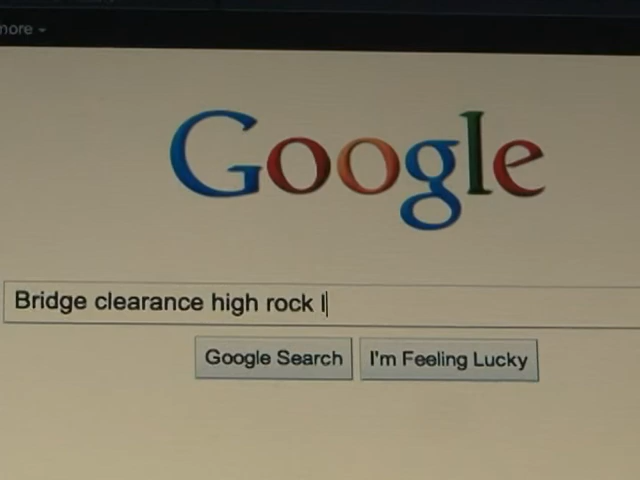 more
Google
Bridge clearance high rock l
Google Search
I'm Feeling Lucky